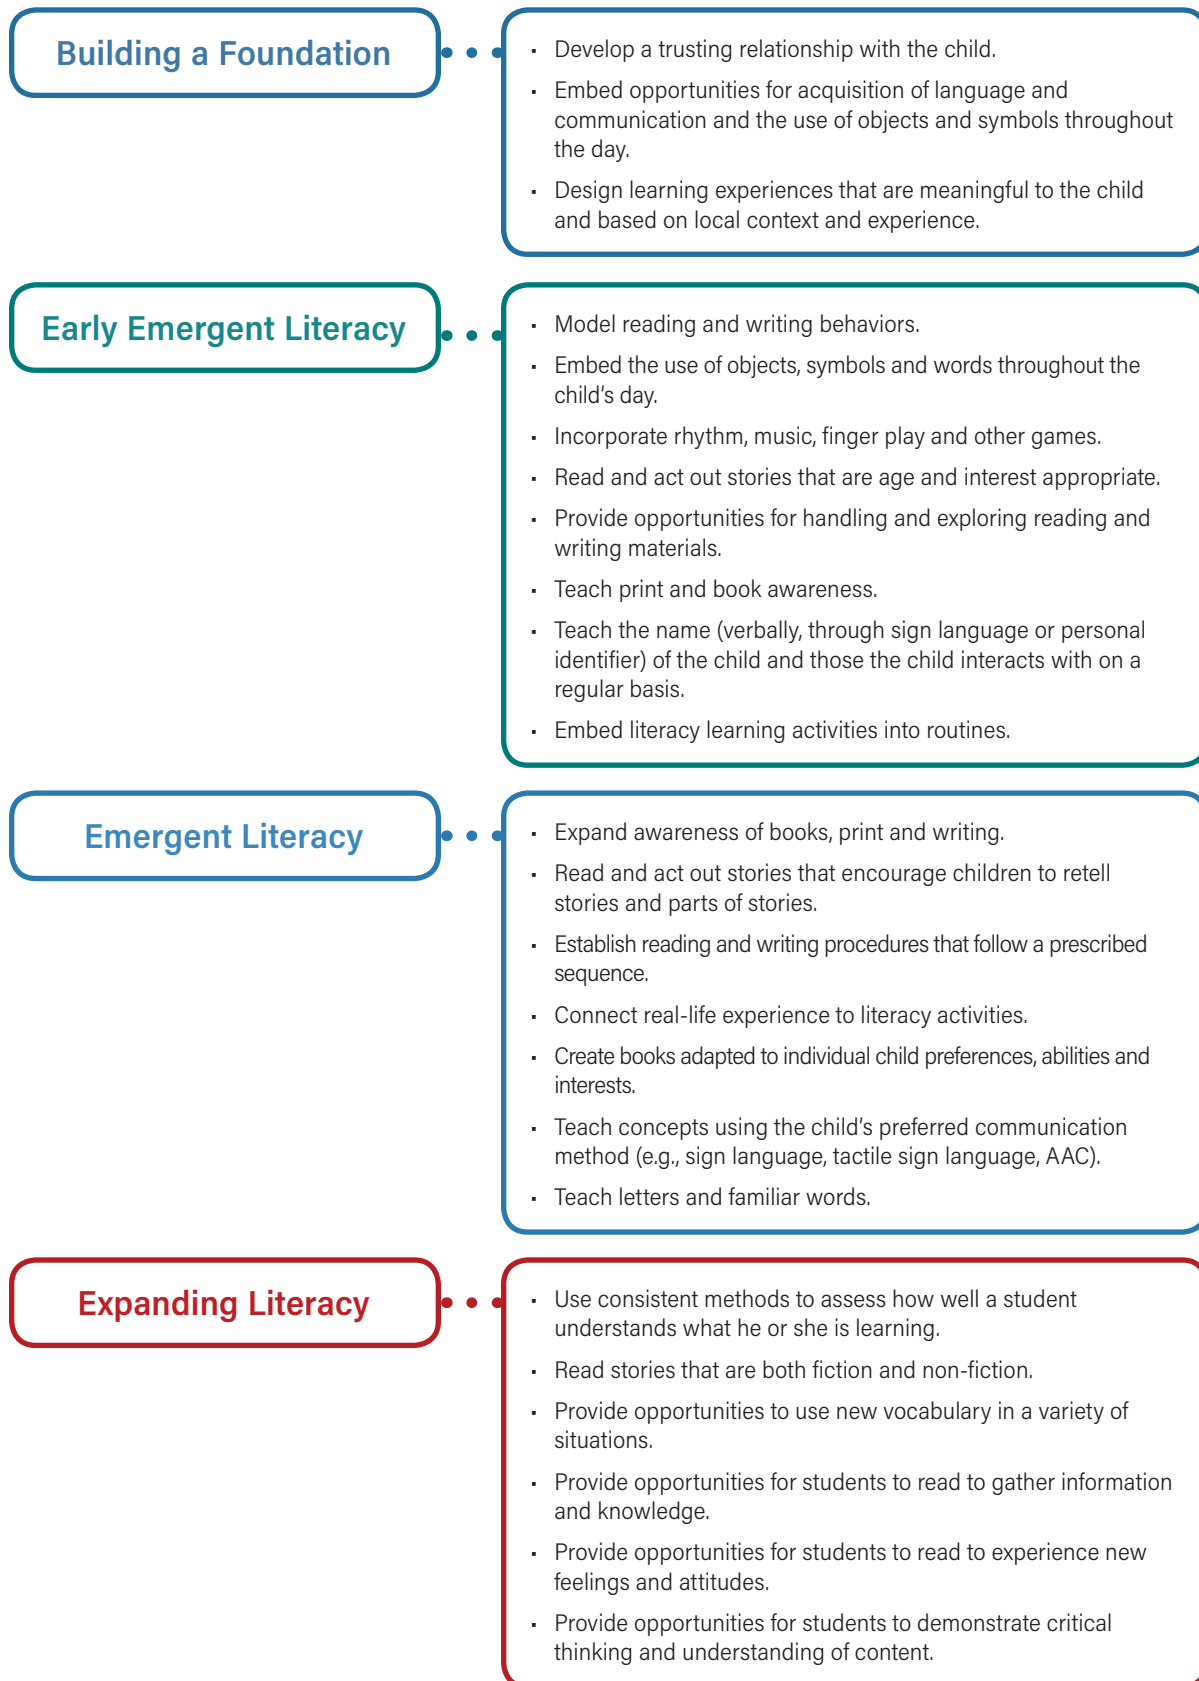 Building a Foundation
• Develop a trusting relationship with the child.
• Embed opportunities for acquisition of language and
communication and the use of objects and symbols throughout
the day.
• Design learning experiences that are meaningful to the child
and based on local context and experience.
Early Emergent Literacy
• Model reading and writing behaviors.
• Embed the use of objects, symbols and words throughout the
child's day.
• Incorporate rhythm, music, finger play and other games.
• Read and act out stories that are age and interest appropriate.
• Provide opportunities for handling and exploring reading and
writing materials.
• Teach print and book awareness.
• Teach the name (verbally, through sign language or personal
identifier) of the child and those the child interacts with on a
regular basis.
• Embed literacy learning activities into routines.
Emergent Literacy
• Expand awareness of books, print and writing.
• Read and act out stories that encourage children to retell
stories and parts of stories.
• Establish reading and writing procedures that follow a prescribed
sequence.
• Connect real-life experience to literacy activities.
• Create books adapted to individual child preferences, abilities and
interests.
• Teach concepts using the child's preferred communication
method (e.g., sign language, tactile sign language, AAC).
• Teach letters and familiar words.
Expanding Literacy
• Use consistent methods to assess how well a student
understands what he or she is learning.
• Read stories that are both fiction and non-fiction.
• Provide opportunities to use new vocabulary in a variety of
situations.
• Provide opportunities for students to read to gather information
and knowledge.
• Provide opportunities for students to read to experience new
feelings and attitudes.
• Provide opportunities for students to demonstrate critical
thinking and understanding of content.